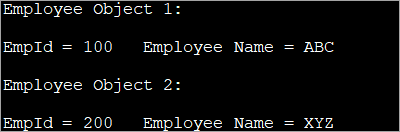 Employee Object 1:
EmpId = 100   Employee Name = ABC
Employee Object 2:
EmpId = 200   Employee Name = XYZ